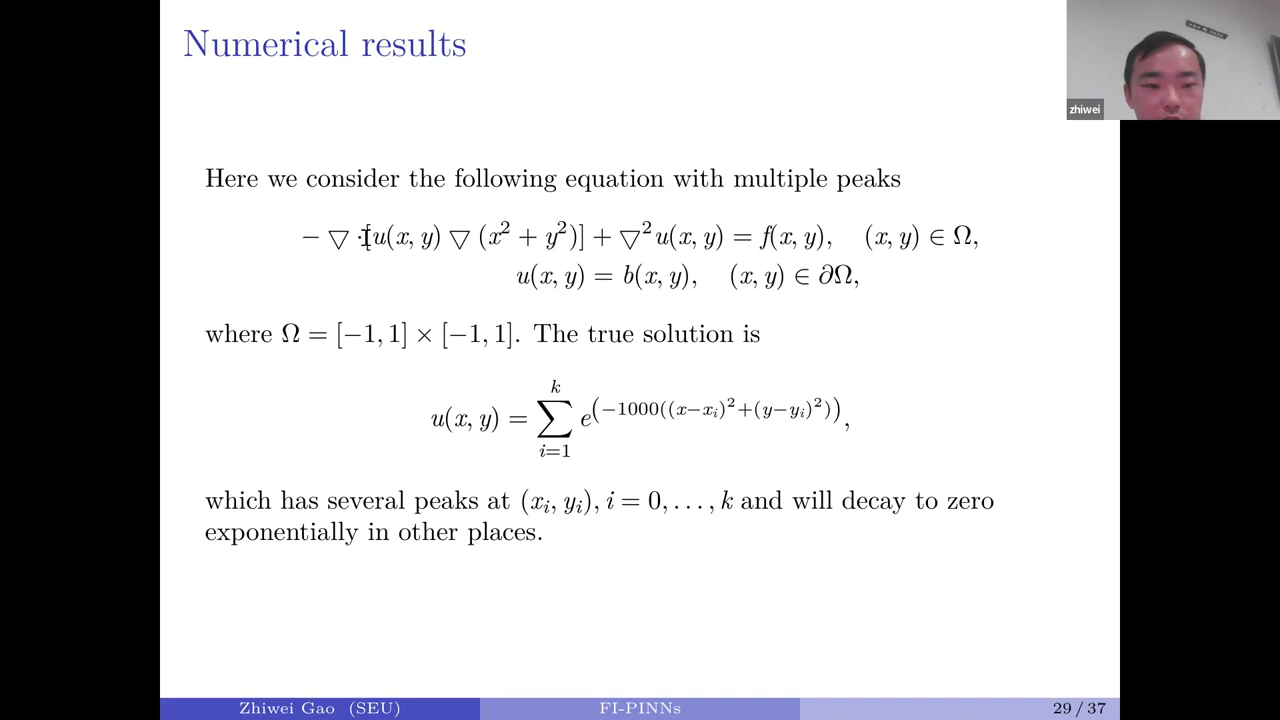 Numerical results
zhiwei
Here we consider the following equation with multiple peaks
− ▽ ·[u(x, y) ▽ (x² + y²)] + ▽²u(x, y) = f(x, y), (x, y) ∈ Ω,
u(x, y) = b(x, y), (x, y) ∈ ∂Ω,
where Ω = [−1, 1] × [−1, 1]. The true solution is
u(x, y) = ∑_{i=1}^{k} e^{(−1000((x−x_i)²+(y−y_i)²))},
which has several peaks at (x_i, y_i), i = 0, . . . , k and will decay to zero
exponentially in other places.
Zhiwei Gao (SEU) FI-PINNs 29 / 37